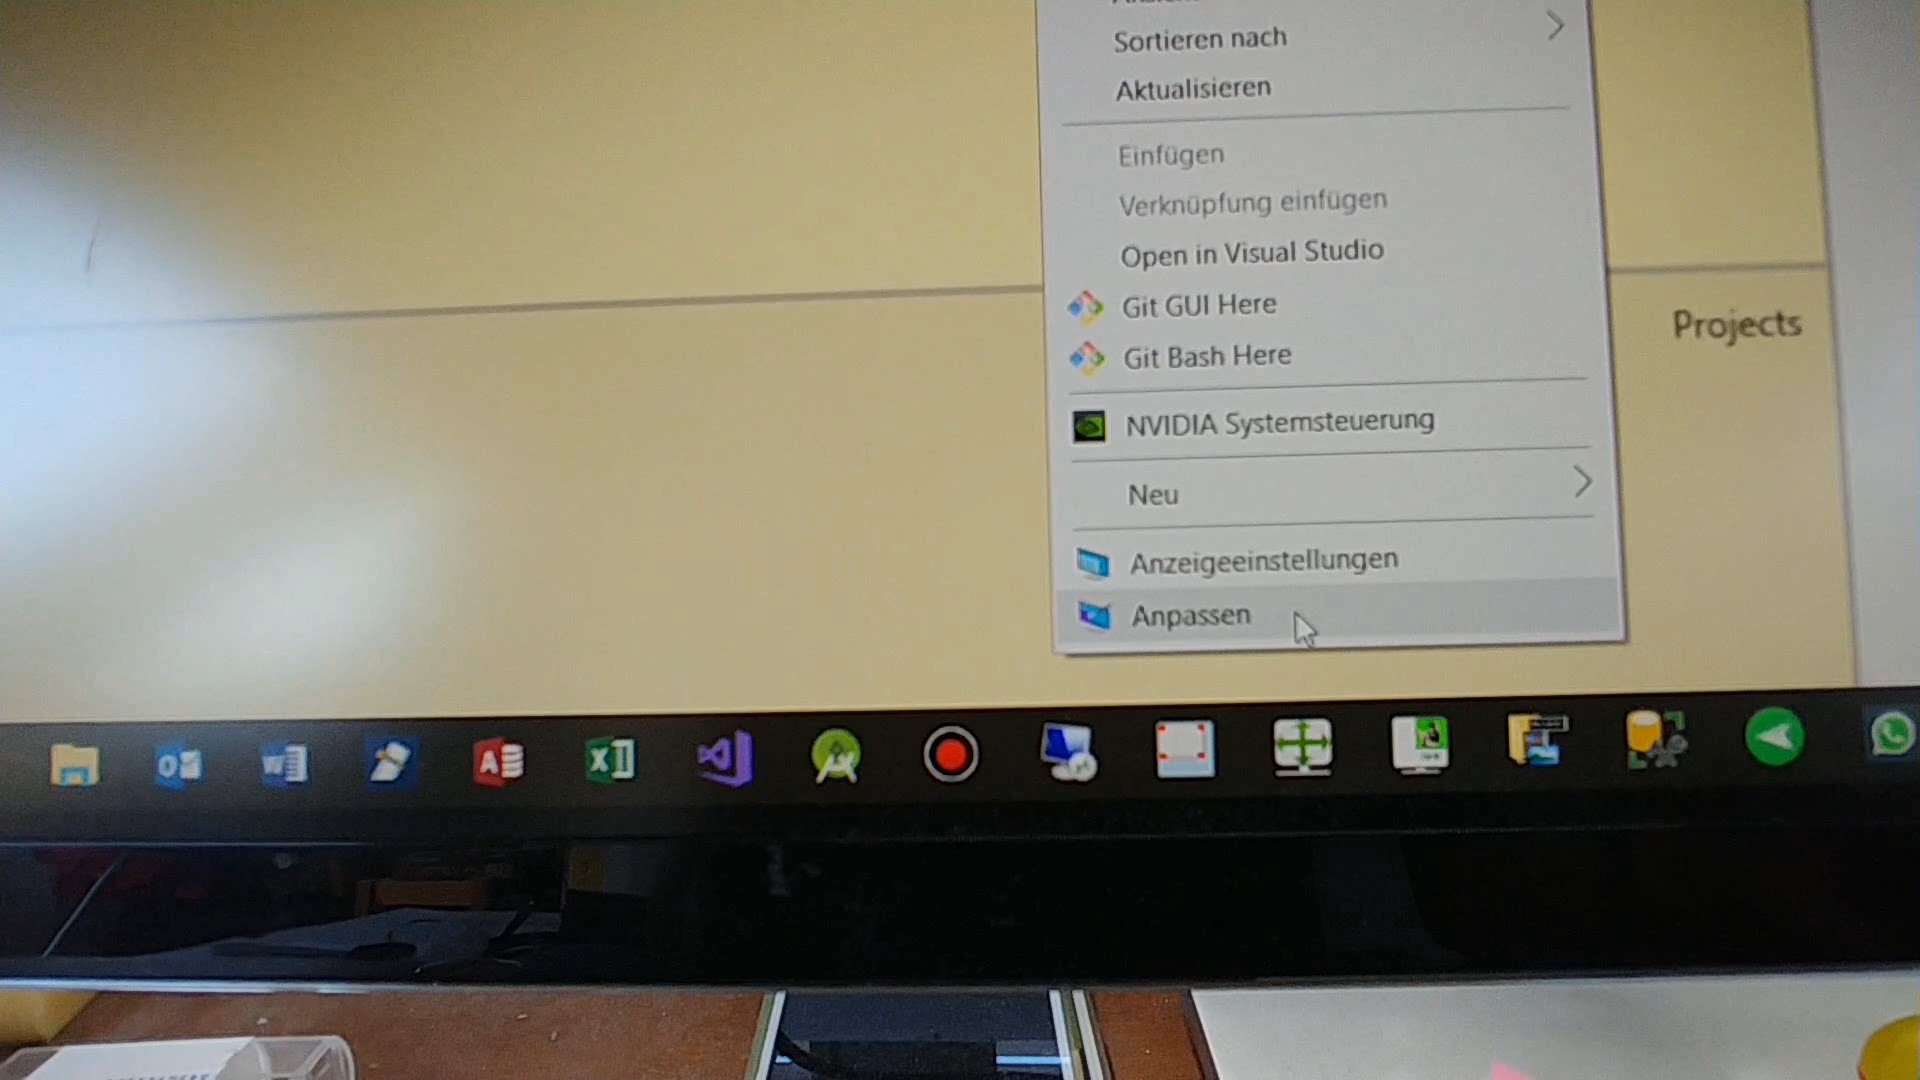 Sortieren nach
Aktualisieren
Einfügen
Verknüpfung einfügen
Open in Visual Studio
Git GUI Here
Projects
Git Bash Here
NVIDIA Systemsteuerung
Neu
Anzeigeeinstellungen
Anpassen